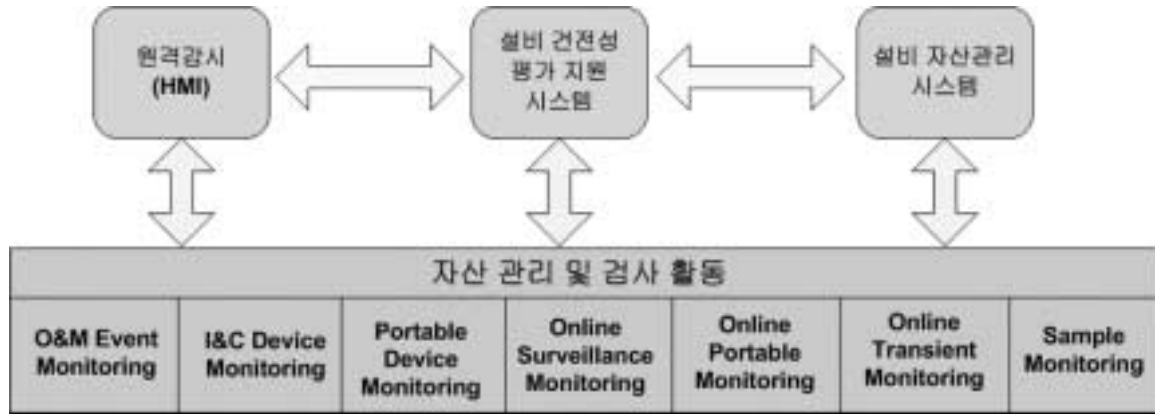 원격감시
(HMI)
설비 건전성
평가 지원
시스템
설비 자산관리
시스템
자산 관리 및 검사 활동
O&M Event
Monitoring
I&C Device
Monitoring
Portable
Device
Monitoring
Online
Surveillance
Monitoring
Online
Portable
Monitoring
Online
Transient
Monitoring
Sample
Monitoring